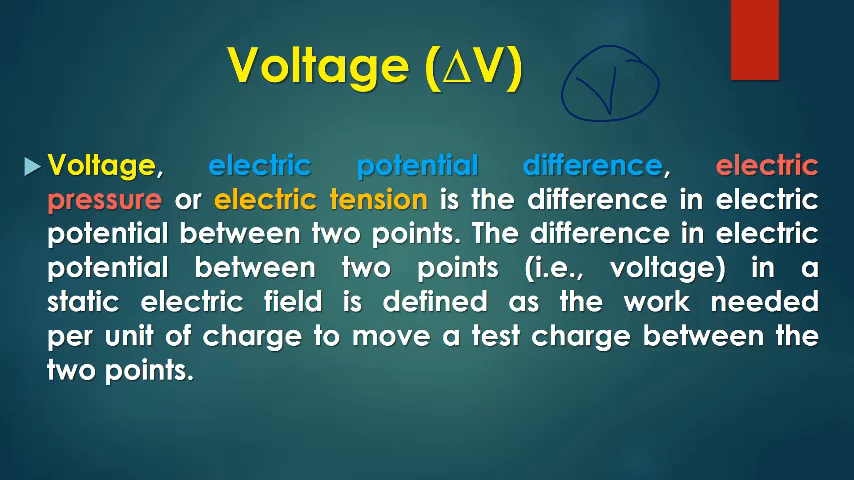 Voltage (ΔV)
V
Voltage, electric potential difference, electric
pressure or electric tension is the difference in electric
potential between two points. The difference in electric
potential between two points (i.e., voltage) in a
static electric field is defined as the work needed
per unit of charge to move a test charge between the
two points.